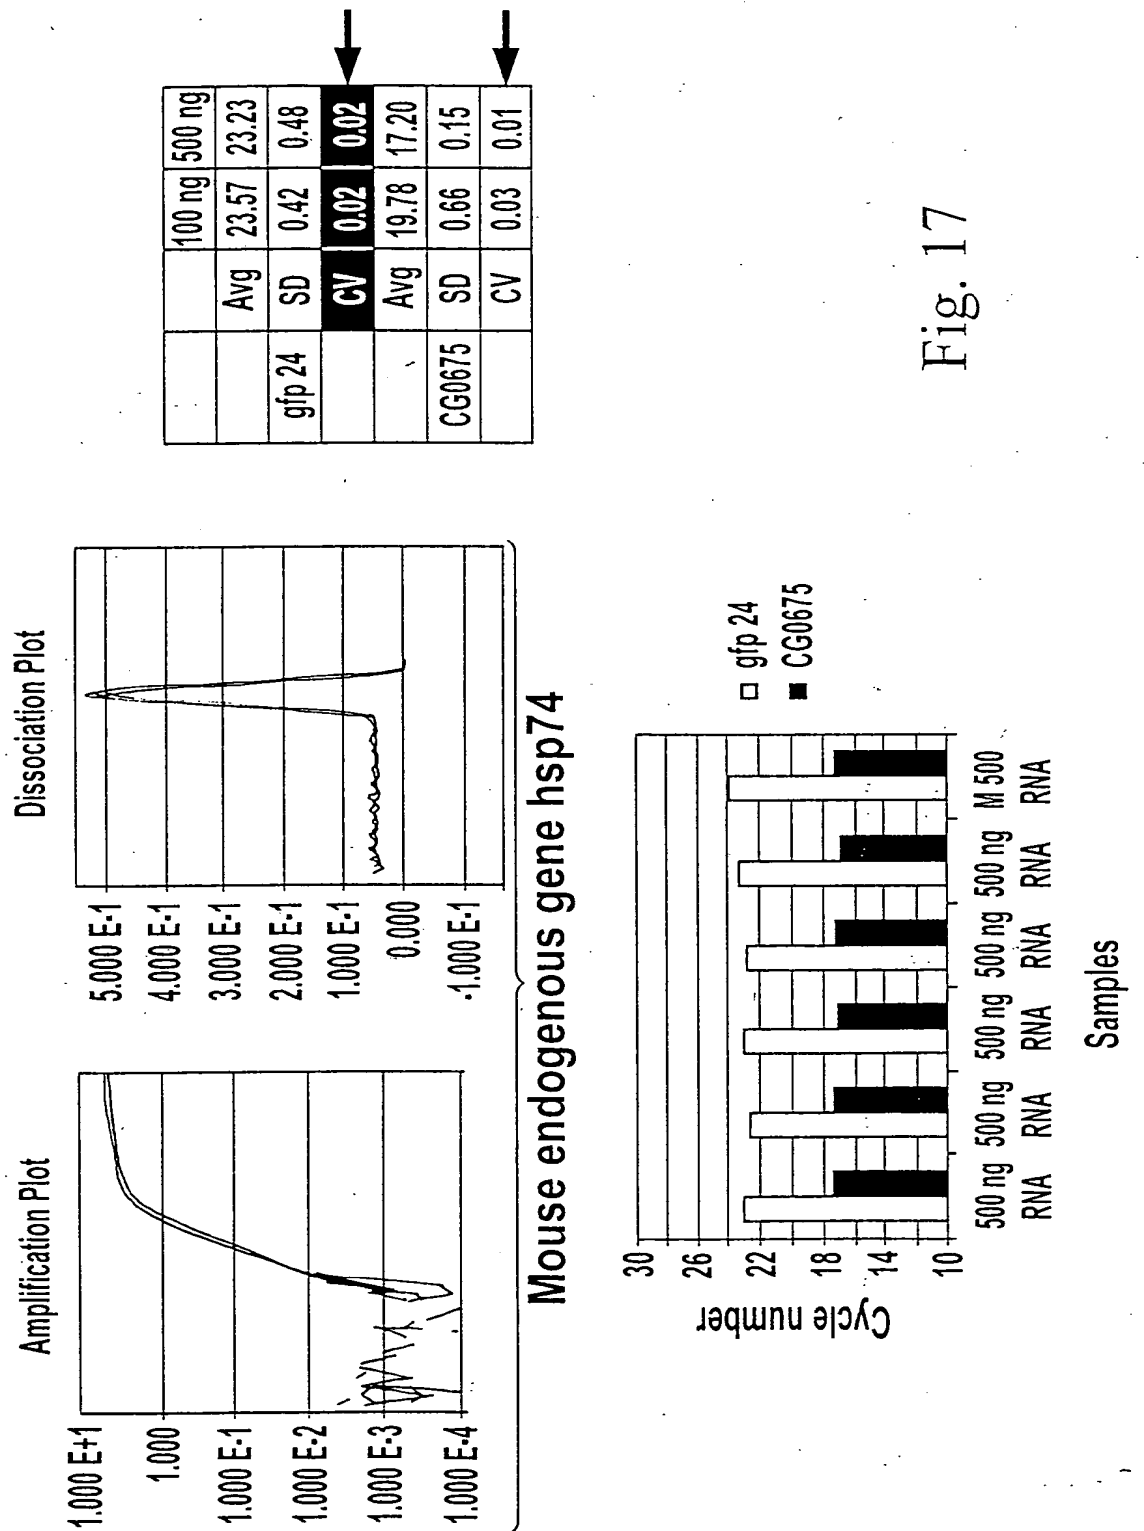 Amplification Plot
1.000 E+1
1.000
1.000 E-1
1.000 E-2
1.000 E-3
1.000 E-4
Dissociation Plot
5.000 E-1
4.000 E-1
3.000 E-1
2.000 E-1
1.000 E-1
0.000
-1.000 E-1
Mouse endogenous gene hsp74
100 ng 500 ng
Avg 23.57 23.23
gfp 24 SD 0.42 0.48
CV 0.02 0.02
Avg 19.78 17.20
CG0675 SD 0.66 0.15
CV 0.03 0.01
Cycle number
30
26
22
18
14
10
gfp 24
CG0675
500 ng 500 ng 500 ng 500 ng 500 ng M 500
RNA RNA RNA RNA RNA RNA
Samples
Fig. 17